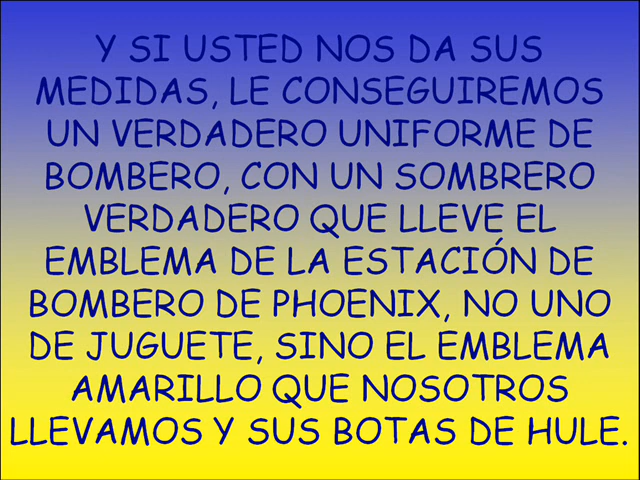 Y SI USTED NOS DA SUS
MEDIDAS, LE CONSEGUIREMOS
UN VERDADERO UNIFORME DE
BOMBERO, CON UN SOMBRERO
VERDADERO QUE LLEVE EL
EMBLEMA DE LA ESTACIÓN DE
BOMBERO DE PHOENIX, NO UNO
DE JUGUETE, SINO EL EMBLEMA
AMARILLO QUE NOSOTROS
LLEVAMOS Y SUS BOTAS DE HULE.